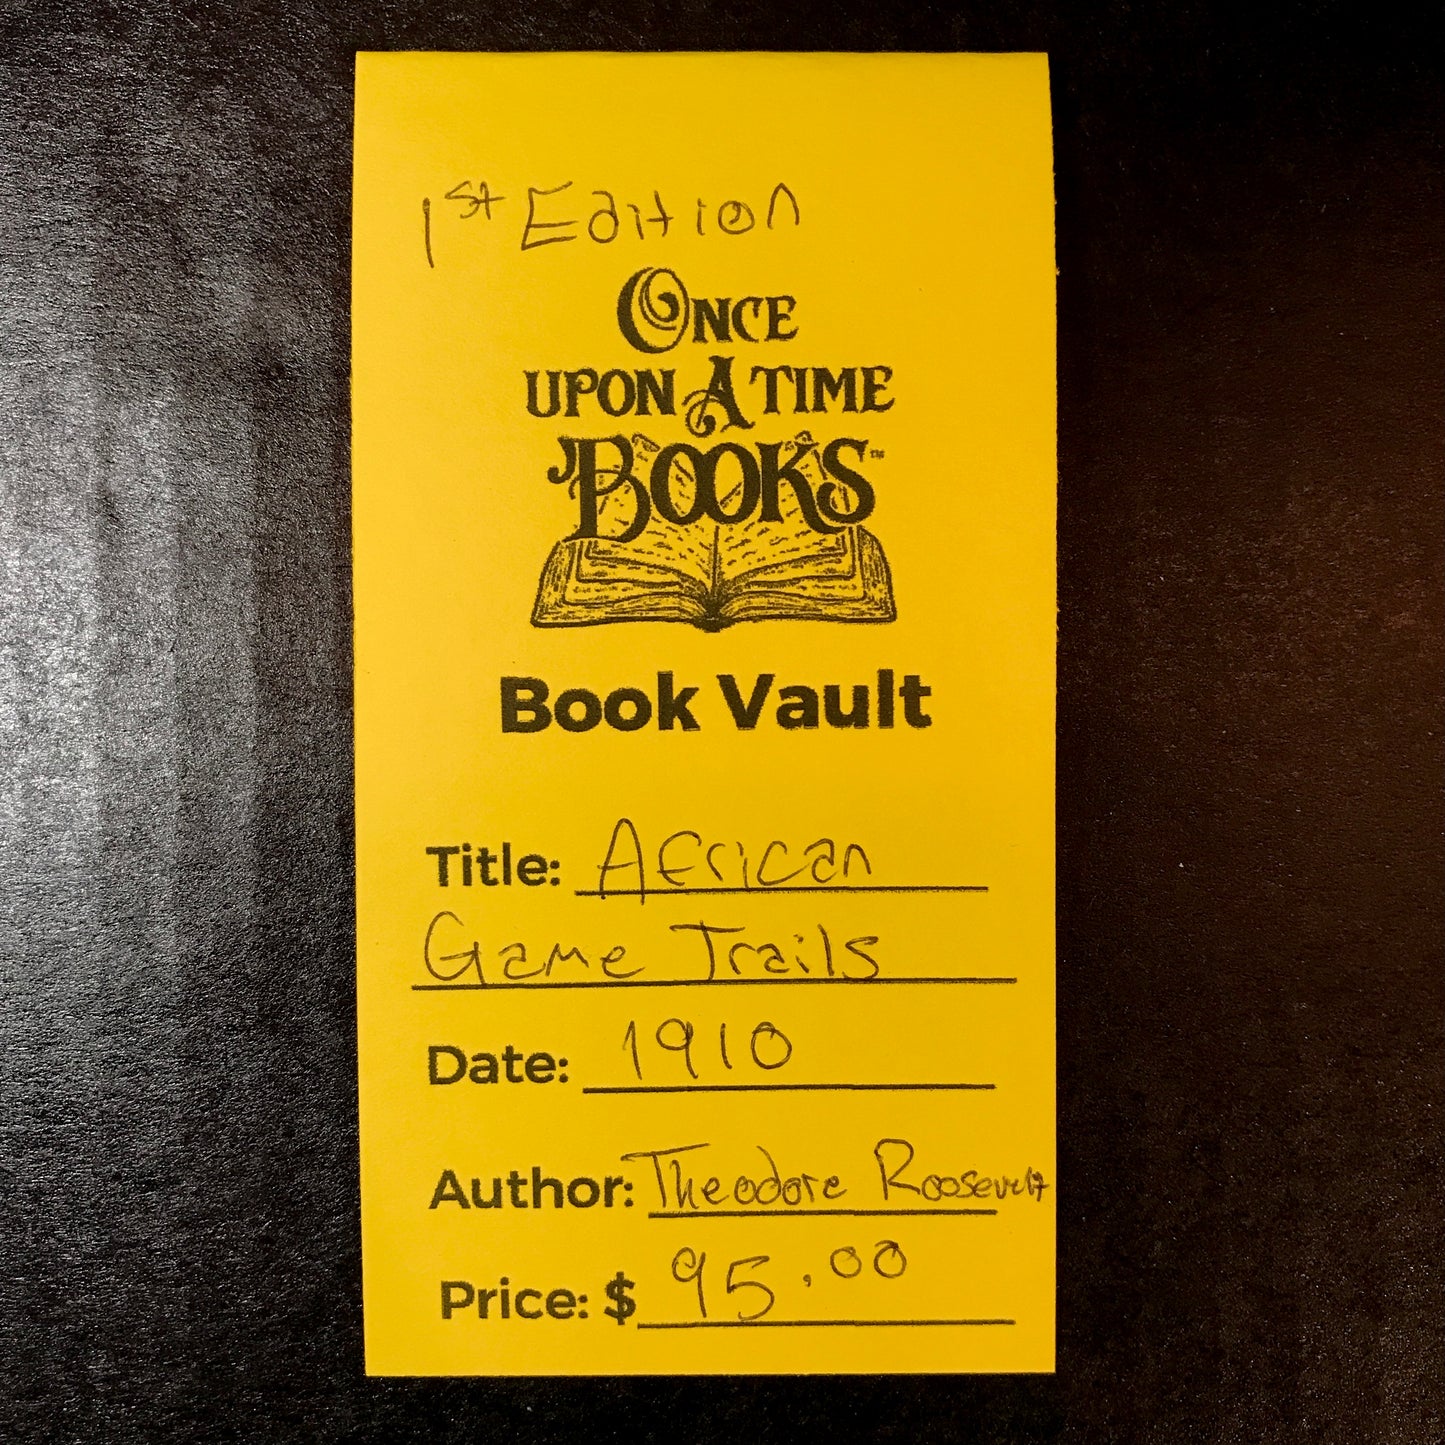 1st Edition
ONCE
UPON A TIME
BOOKS™
Book Vault
Title: African
Game Trails
Date: 1910
Author: Theodore Roosevelt
Price: $ 95.00